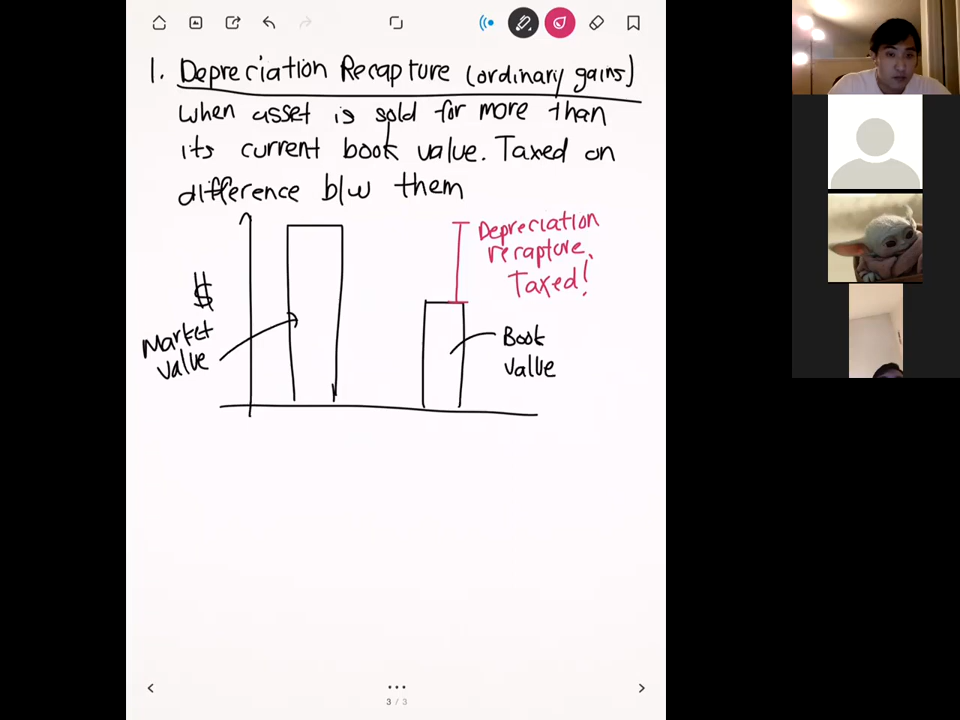 1. Depreciation Recapture (ordinary gains)
when asset is sold for more than
its current book value. Taxed on
difference b/w them
Depreciation
recapture.
Taxed!
$
Market
value
Book
value
3 / 3